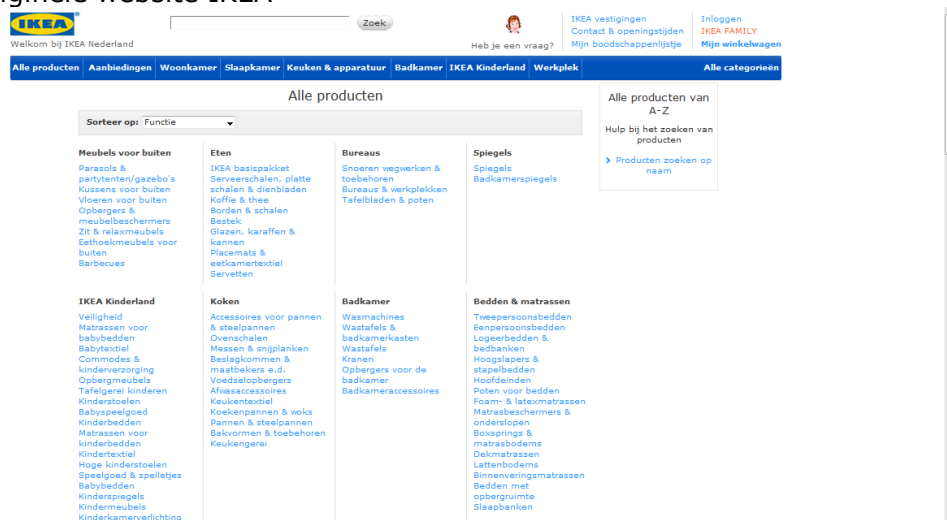 originele website IKEA
IKEA
Zoek
Welkom bij IKEA Nederland
Heb je een vraag?
IKEA vestigingen
Contact & openingstijden
Mijn boodschappenlijstje
Inloggen
IKEA FAMILY
Mijn winkelwagen
Alle producten Aanbiedingen Woonkamer Slaapkamer Keuken & apparatuur Badkamer IKEA Kinderland Werkplek Alle categorieën
Alle producten
Sorteer op: Functie
Alle producten van
A-Z
Hulp bij het zoeken van
producten
Producten zoeken op
naam
Meubels voor buiten
Parasols &
partytenten/gazebo's
Kussens voor buiten
Vloeren voor buiten
Opbergers &
meubelbeschermers
Zit & relaxmeubels
Eethoekmeubels voor
buiten
Barbecues
Eten
IKEA basispakket
Serveerschalen, platte
schalen & dienbladen
Koffie & thee
Borden & schalen
Bestek
Glazen, karaffen &
kannen
Placemats &
eetkamertextiel
Servetten
Bureaus
Snoeren wegwerken &
toebehoren
Bureaus & werkplekken
Tafelbladen & poten
Spiegels
Spiegels
Badkamerspiegels
IKEA Kinderland
Veiligheid
Matrassen voor
babybedden
Babytextiel
Commodes &
kinderverzorging
Opbergmeubels
Tafelgerei kinderen
Kinderstoelen
Babyspeelgoed
Kinderbedden
Matrassen voor
kinderbedden
Kindertextiel
Hoge kinderstoelen
Speelgoed & spelletjes
Babybedden
Kinderspiegels
Kindermeubels
Kinderkamerverlichting
Koken
Accessoires voor pannen
& steelpannen
Ovenschalen
Messen & snijplanken
Beslagkommen &
maatbekers e.d.
Voedselopbergers
Afwasaccessoires
Keukentextiel
Koekenpannen & woks
Pannen & steelpannen
Bakvormen & toebehoren
Keukengerei
Badkamer
Wasmachines
Wastafels &
badkamerkasten
Wastafels
Kranen
Opbergers voor de
badkamer
Badkameraccessoires
Bedden & matrassen
Tweepersoonsbedden
Eenpersoonsbedden
Logeerbedden &
bedbanken
Hoogslapers &
stapelbedden
Hoofdeinden
Poten voor bedden
Foam- & latexmatrassen
Matrasbeschermers &
onderslopen
Boxsprings &
matrasbodems
Dekmatrassen
Lattenbodems
Binnenveringsmatrassen
Bedden met
opbergruimte
Slaapbanken